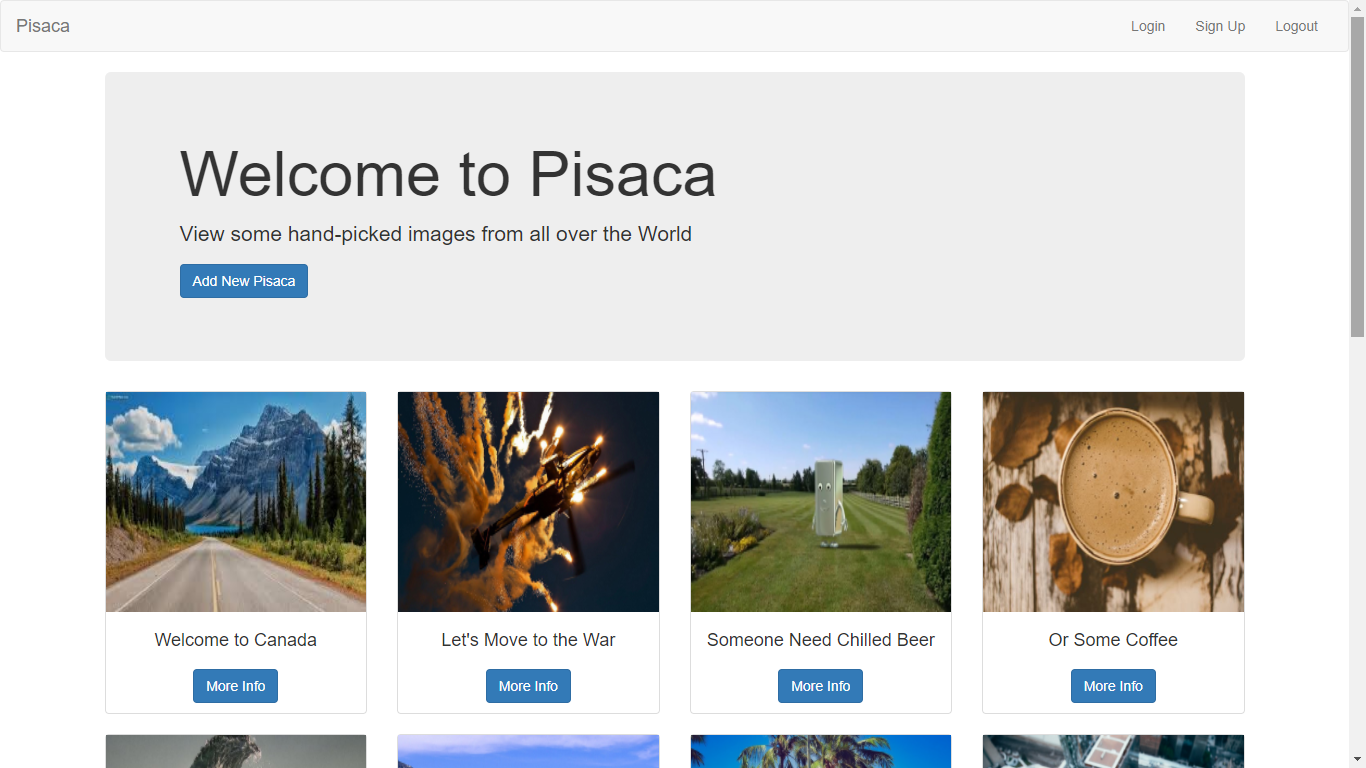 Pisaca
Login
Sign Up
Logout
Welcome to Pisaca
View some hand-picked images from all over the World
Add New Pisaca
Welcome to Canada
Let's Move to the War
Someone Need Chilled Beer
Or Some Coffee
More Info
More Info
More Info
More Info